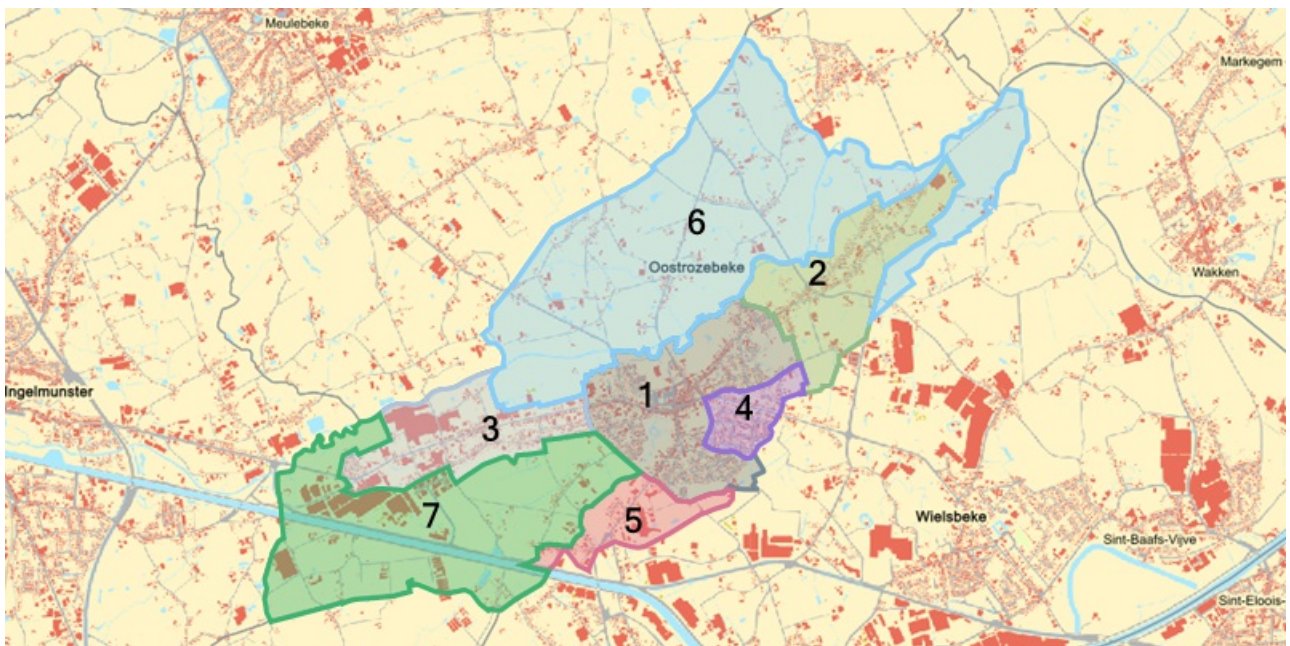 Meulebeke
Markegem
6
Oostrozebeke
2
Wakken
Ingelmunster
1
4
3
7
5
Wielsbeke
Sint-Baafs-Vijve
Sint-Eloois-